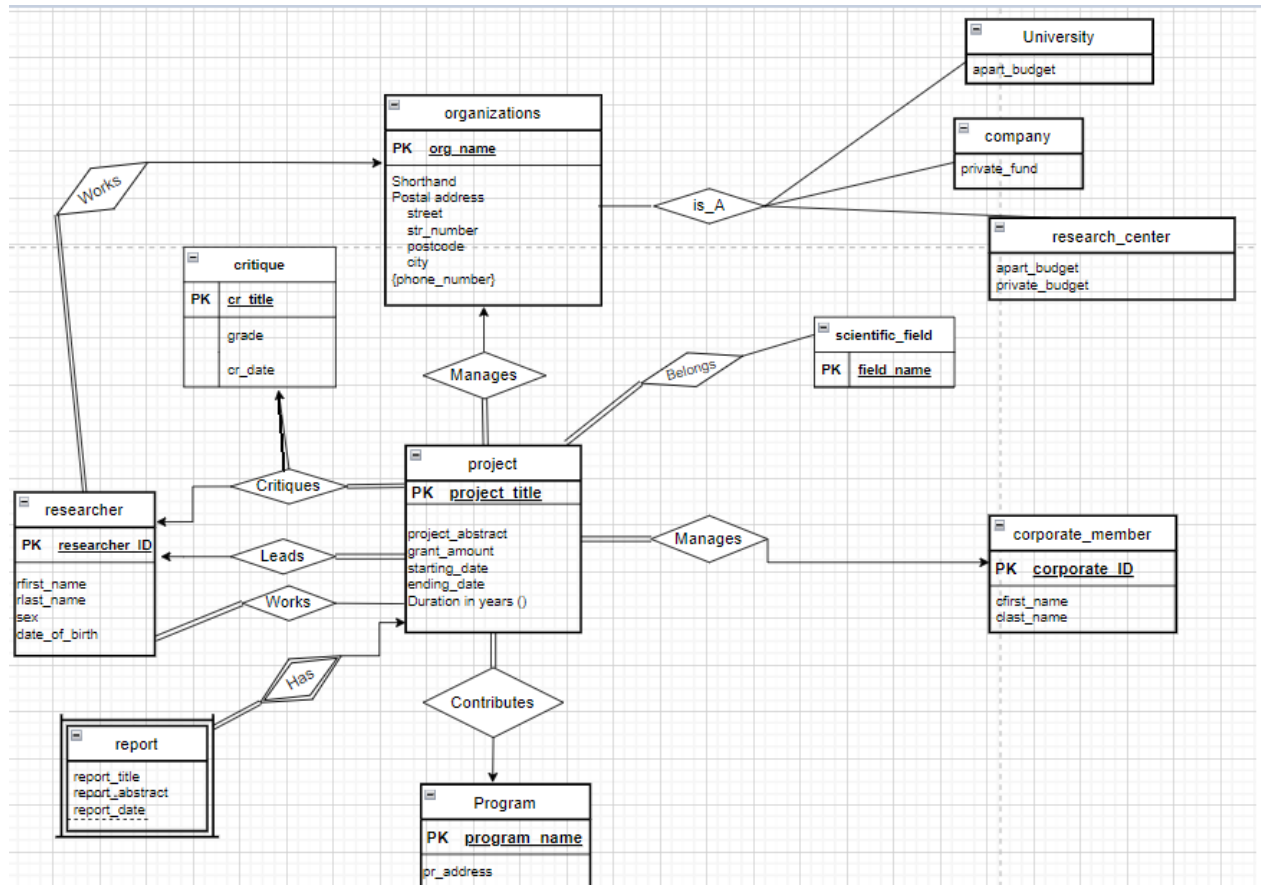 University
apart_budget
organizations
PK org_name
Shorthand
Postal address
street
str_number
postcode
city
{phone_number}
company
private_fund
is_A
research_center
apart_budget
private_budget
Works
critique
PK cr_title
grade
cr_date
Manages
Belongs
scientific_field
PK field_name
project
PK project_title
project_abstract
grant_amount
starting_date
ending_date
Duration in years ()
Critiques
Leads
Works
researcher
PK researcher_ID
rfirst_name
rlast_name
sex
date_of_birth
Manages
corporate_member
PK corporate_ID
cfirst_name
clast_name
Has
Contributes
report
report_title
report_abstract
report_date
Program
PK program_name
pr_address